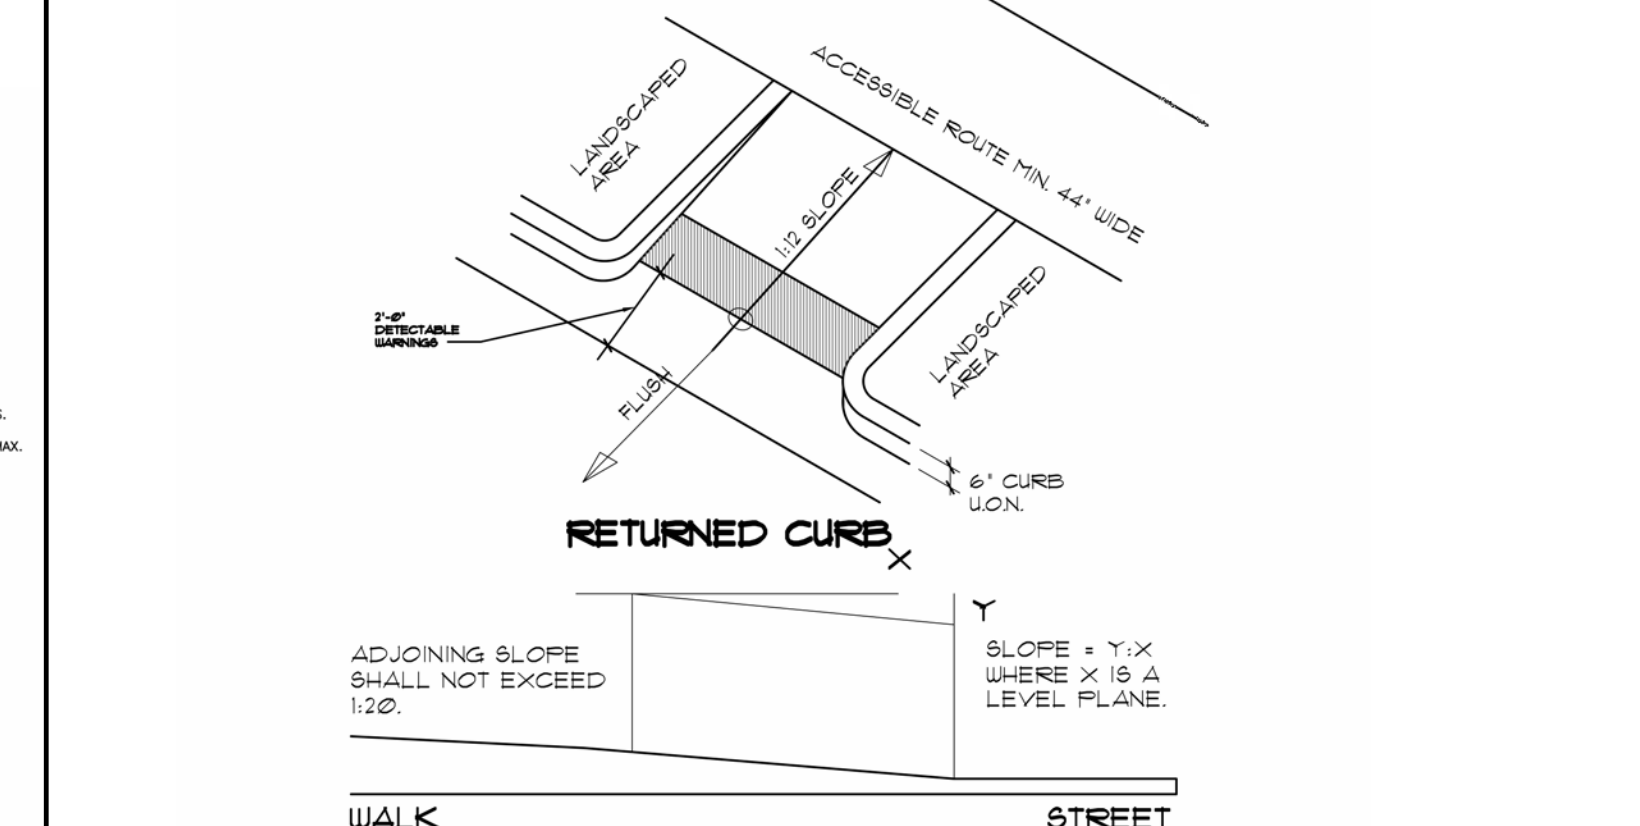 ACCESSIBLE ROUTE MIN. 44" WIDE
LANDSCAPED
AREA
1:12 SLOPE
LANDSCAPED
AREA
2'-0"
DETECTABLE
WARNINGS
FLUSH
S.
MAX.
6" CURB
U.O.N.
RETURNED CURB
X
Y
ADJOINING SLOPE
SHALL NOT EXCEED
1:20.
SLOPE = Y:X
WHERE X IS A
LEVEL PLANE.
WALK
STREET